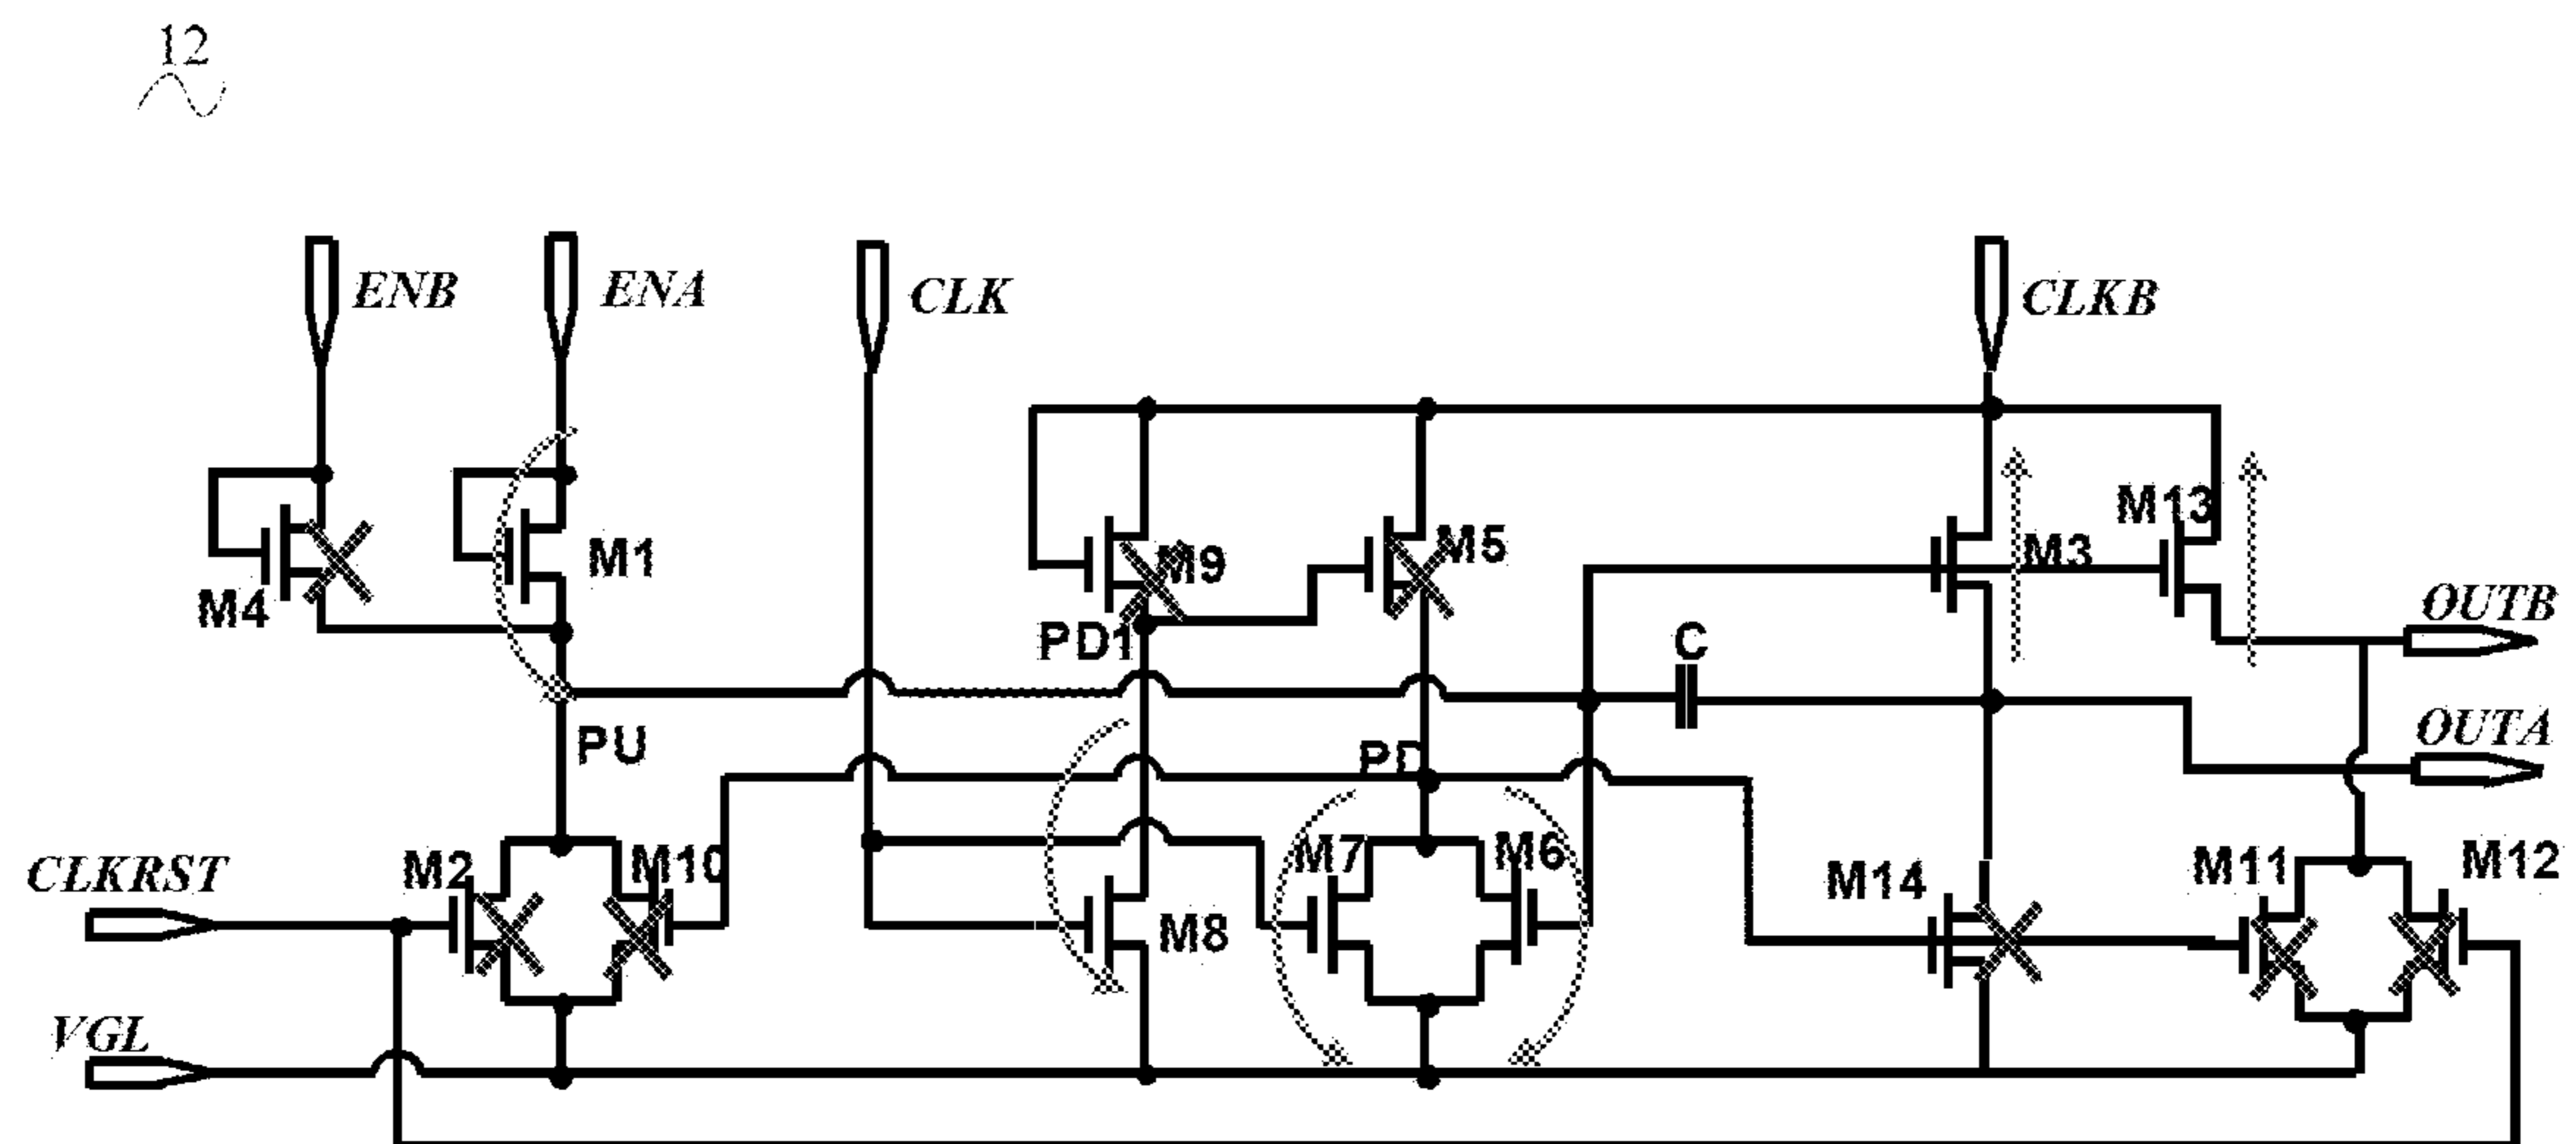 12
ENB ENA CLK CLKB
M13
M9 M5 M3
M1
M4 OUTB
PD1 C
OUTA
PU PD
M7 M6
CLKRST M2 M10 M14 M11 M12
M8
VGL